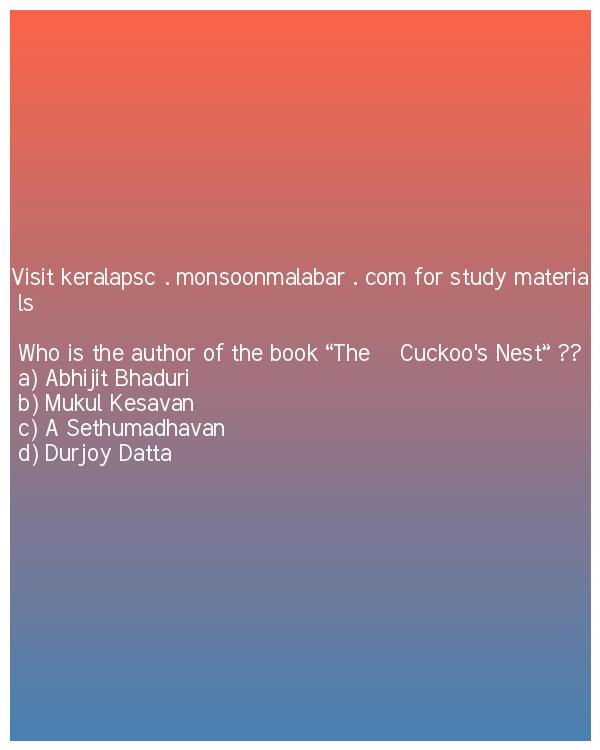 Visit keralapsc . monsoonmalabar . com for study materia
ls
Who is the author of the book “The Cuckoo's Nest” ??
a) Abhijit Bhaduri
b) Mukul Kesavan
c) A Sethumadhavan
d) Durjoy Datta